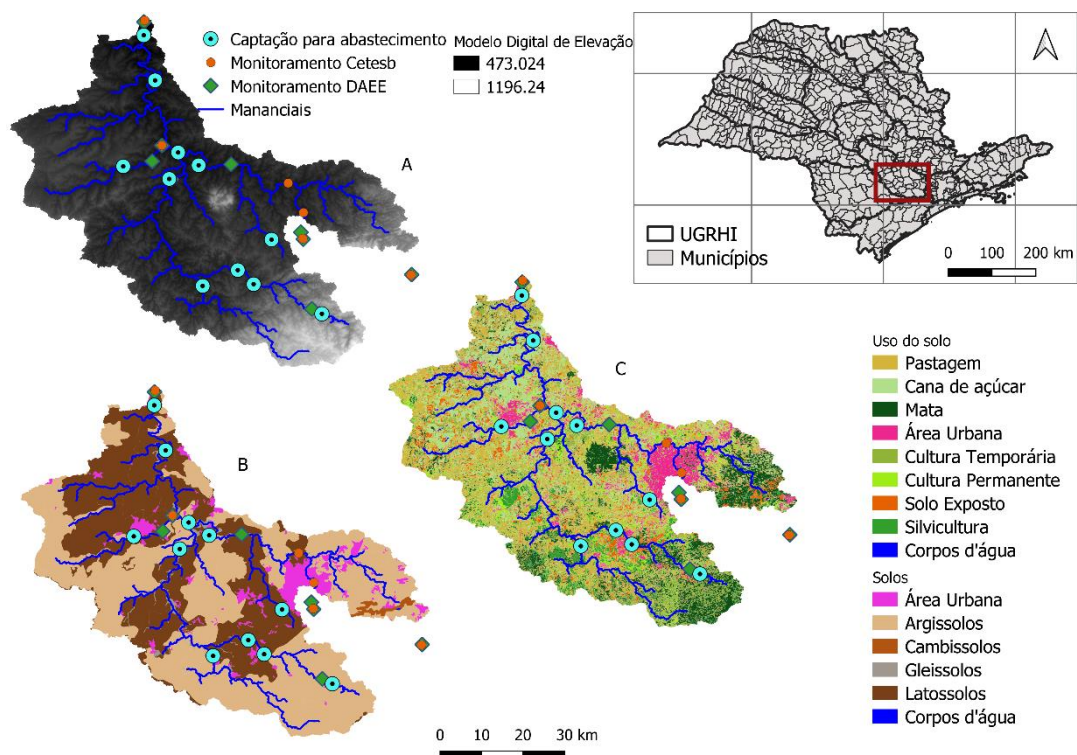 Captação para abastecimento
Monitoramento Cetesb
Monitoramento DAEE
Mananciais
Modelo Digital de Elevação
473.024
1196.24
A
UGRHI
Municípios
0 100 200 km
B
C
Uso do solo
Pastagem
Cana de açúcar
Mata
Área Urbana
Cultura Temporária
Cultura Permanente
Solo Exposto
Silvicultura
Corpos d'água
Solos
Área Urbana
Argissolos
Cambissolos
Gleissolos
Latossolos
Corpos d'água
0 10 20 30 km